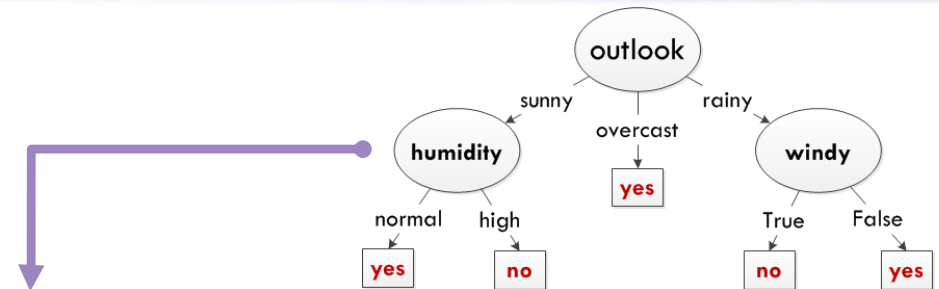 outlook
sunny
overcast
rainy
humidity
yes
windy
normal
high
True
False
yes
no
no
yes